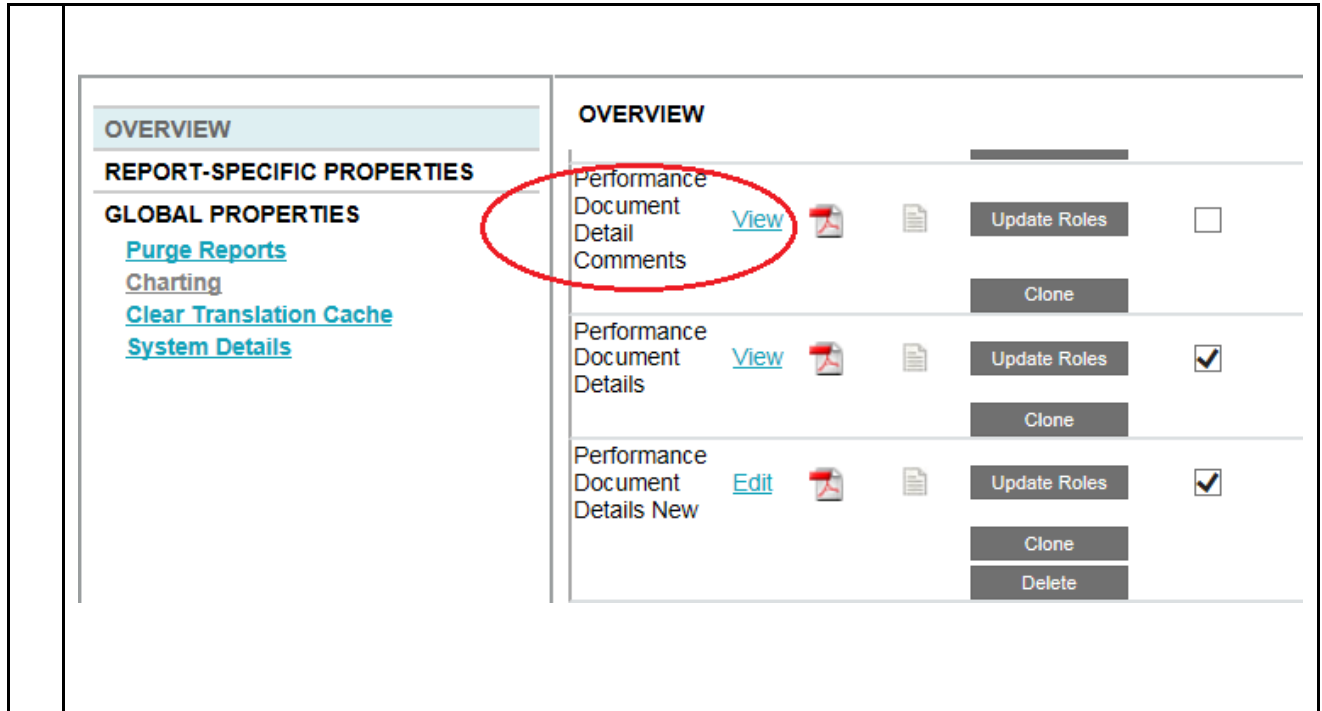 OVERVIEW
REPORT-SPECIFIC PROPERTIES
GLOBAL PROPERTIES
Purge Reports
Charting
Clear Translation Cache
System Details
OVERVIEW
Performance
Document
Detail
Comments
View
Update Roles
Clone
Performance
Document
Details
View
Update Roles
Clone
Performance
Document
Details New
Edit
Update Roles
Clone
Delete